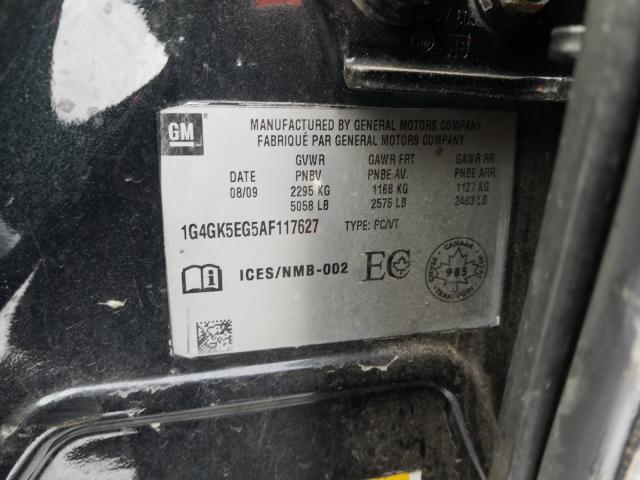 GM
MANUFACTURED BY GENERAL MOTORS COMPANY
FABRIQUÉ PAR GENERAL MOTORS COMPANY
GVWR GAWR FRT GAWR RR
DATE PNBV PNBE AV. PNBE ARR.
08/09 2295 KG 1168 KG 1127 KG
5058 LB 2575 LB 2483 LB
1G4GK5EG5AF117627 TYPE: PC/VT
ICES/NMB-002 EC
CANADA
985
TRANSPORT